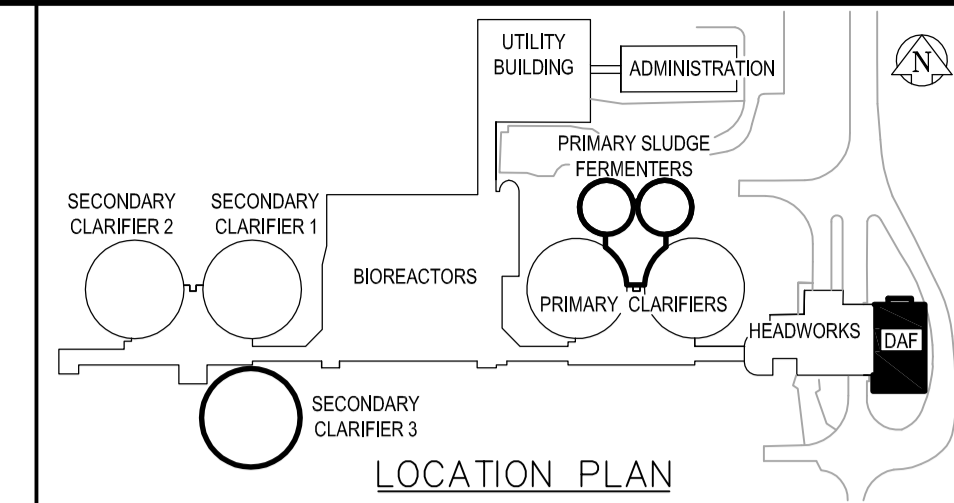 UTILITY
BUILDING
ADMINISTRATION
N
PRIMARY SLUDGE
FERMENTERS
SECONDARY
CLARIFIER 2
SECONDARY
CLARIFIER 1
BIOREACTORS
PRIMARY CLARIFIERS
HEADWORKS
DAF
SECONDARY
CLARIFIER 3
LOCATION PLAN